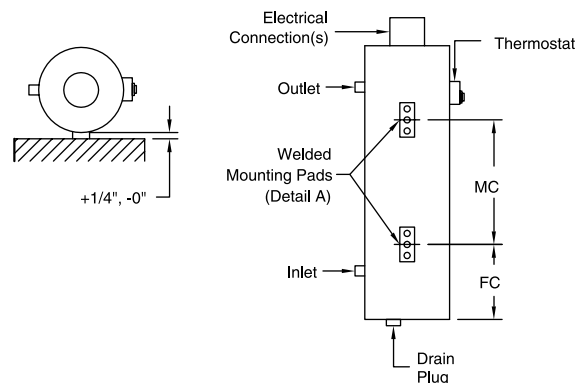 Electrical
Connection(s)
Thermostat
Outlet
Welded
Mounting Pads
(Detail A)
MC
+1/4", -0"
Inlet
FC
Drain
Plug